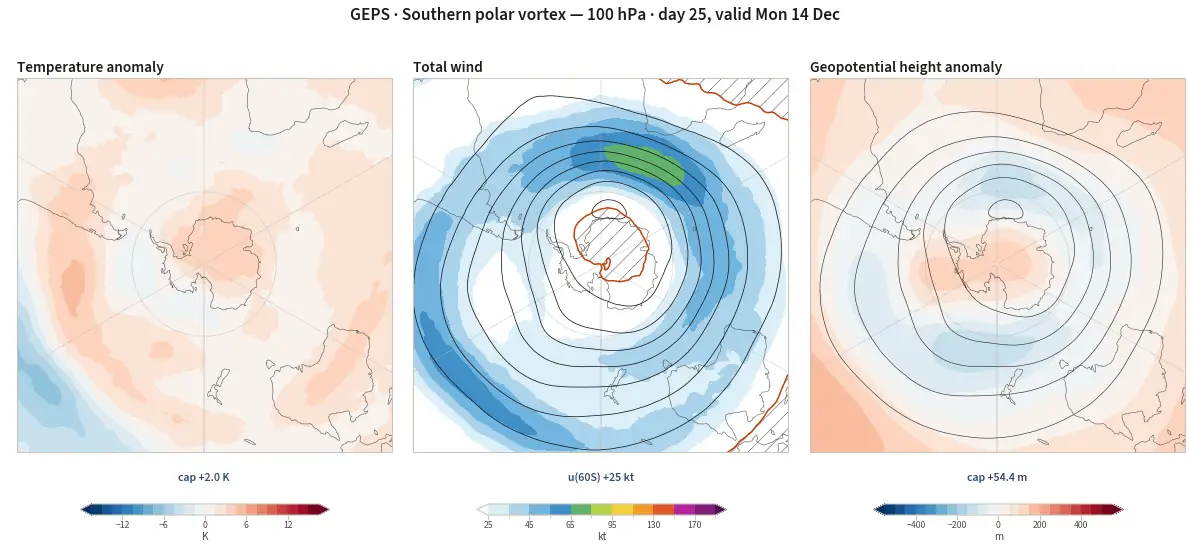 GEPS · Southern polar vortex — 100 hPa · day 25, valid Mon 14 Dec
Temperature anomaly
Total wind
Geopotential height anomaly
cap +2.0 K
u(60S) +25 kt
cap +54.4 m
−12 −6 0 6 12
K
25 45 65 95 130 170
kt
−400 −200 0 200 400
m